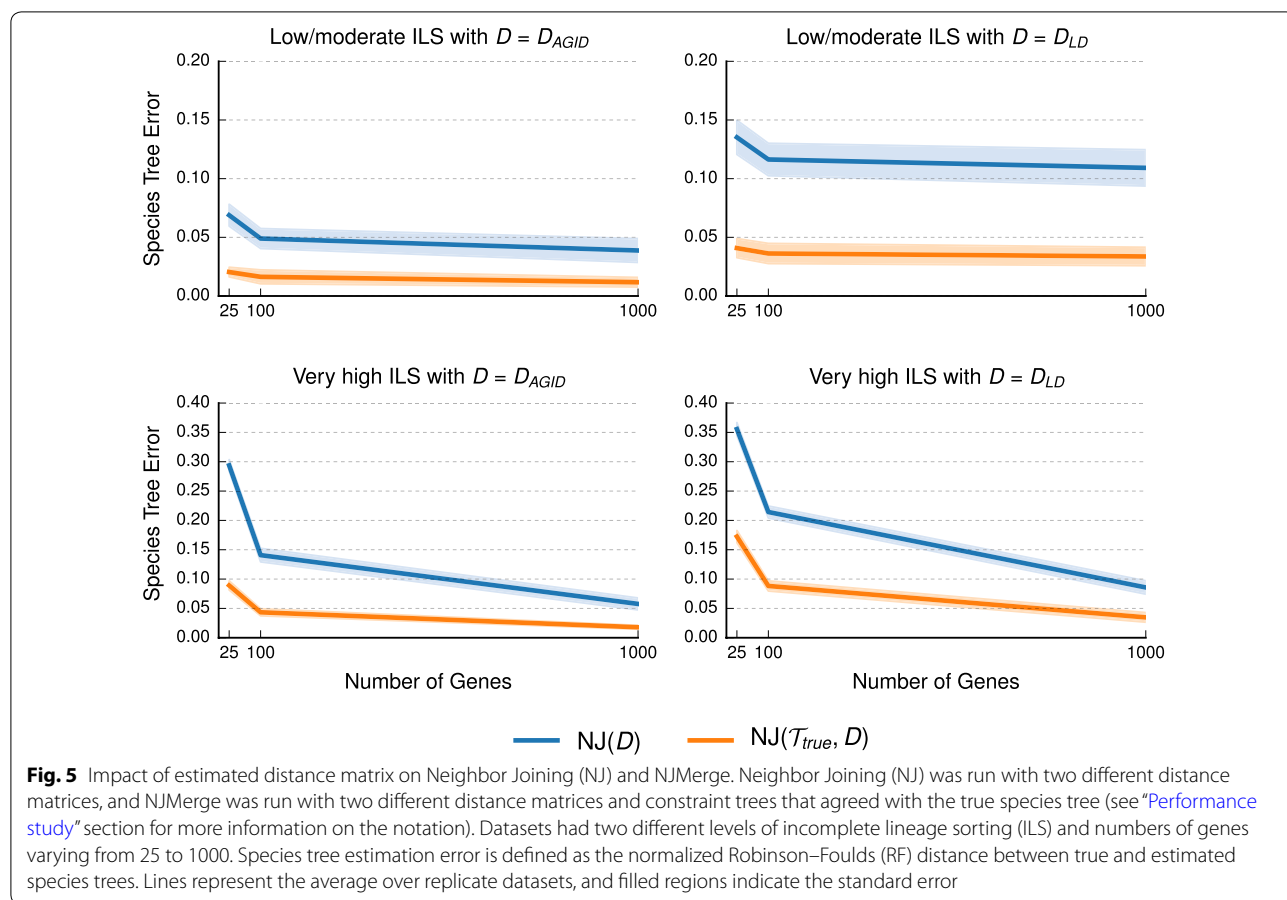 Low/moderate ILS with D = D_AGID
Low/moderate ILS with D = D_LD
Species Tree Error
0.20
0.15
0.10
0.05
0.00
25 100 1000
0.20
0.15
0.10
0.05
0.00
25 100 1000
Very high ILS with D = D_AGID
Very high ILS with D = D_LD
Species Tree Error
0.40
0.35
0.30
0.25
0.20
0.15
0.10
0.05
0.00
25 100 1000
Number of Genes
0.40
0.35
0.30
0.25
0.20
0.15
0.10
0.05
0.00
25 100 1000
Number of Genes
NJ(D) NJ(𝒯_true, D)
Fig. 5 Impact of estimated distance matrix on Neighbor Joining (NJ) and NJMerge. Neighbor Joining (NJ) was run with two different distance
matrices, and NJMerge was run with two different distance matrices and constraint trees that agreed with the true species tree (see “Performance
study” section for more information on the notation). Datasets had two different levels of incomplete lineage sorting (ILS) and numbers of genes
varying from 25 to 1000. Species tree estimation error is defined as the normalized Robinson–Foulds (RF) distance between true and estimated
species trees. Lines represent the average over replicate datasets, and filled regions indicate the standard error